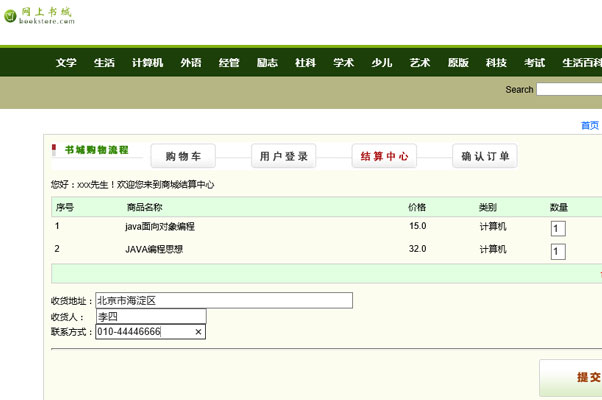 网上书城
bookstore.com
文学 生活 计算机 外语 经管 励志 社科 学术 少儿 艺术 原版 科技 考试 生活百科
Search
首页
书城购物流程 购物车 用户登录 结算中心 确认订单
您好：xxx先生！欢迎您来到商城结算中心
序号 商品名称 价格 类别 数量
1 java面向对象编程 15.0 计算机 1
2 JAVA编程思想 32.0 计算机 1
收货地址：北京市海淀区
收货人：李四
联系方式：010-44446666 ×
提交